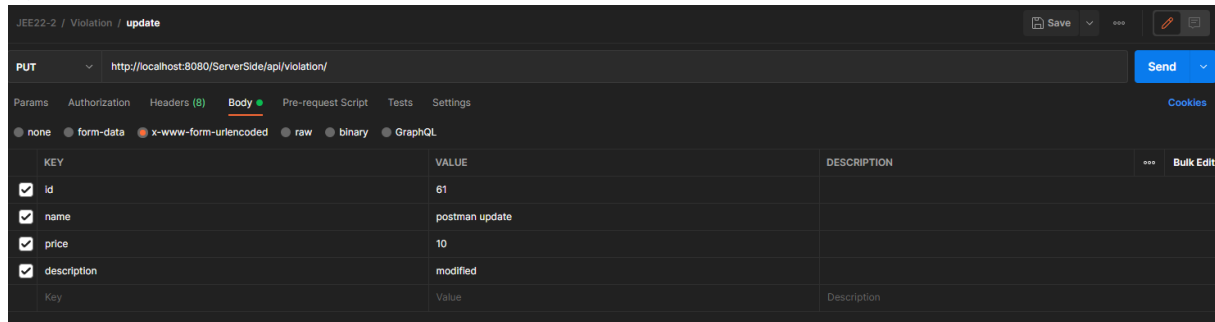 JEE22-2 / Violation / update Save ooo
PUT http://localhost:8080/ServerSide/api/violation/ Send
Params Authorization Headers (8) Body Pre-request Script Tests Settings Cookies
none form-data x-www-form-urlencoded raw binary GraphQL
KEY VALUE DESCRIPTION ooo Bulk Edit
id 61
name postman update
price 10
description modified
Key Value Description